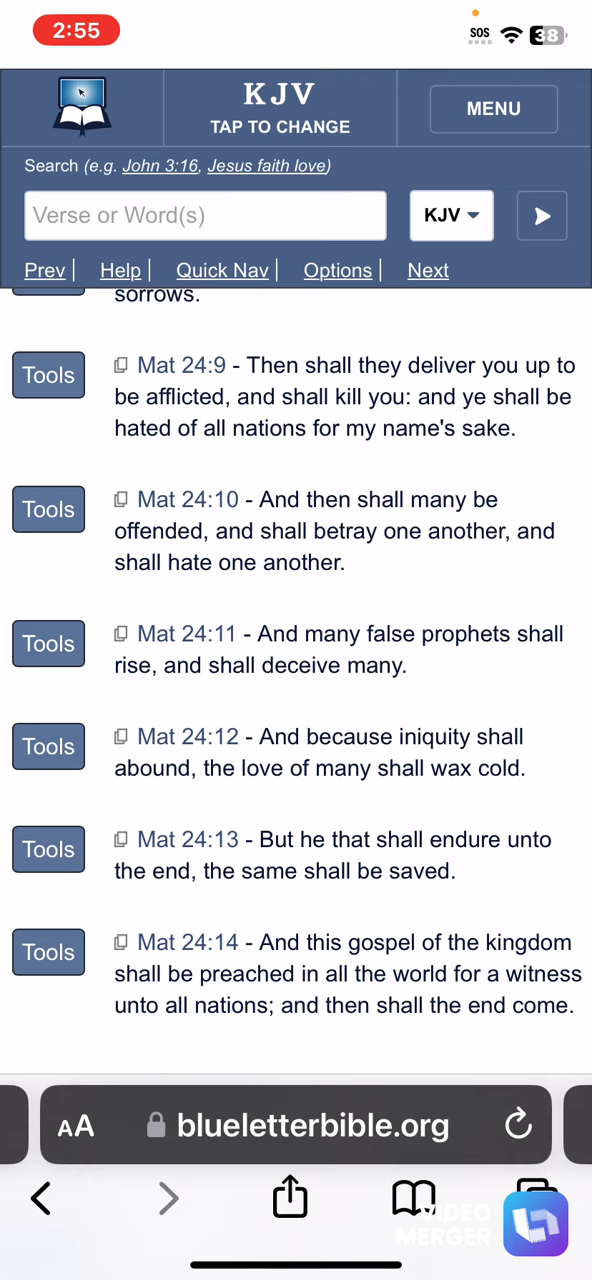 2:55
SOS
38
KJV
TAP TO CHANGE
MENU
Search (e.g. John 3:16, Jesus faith love)
Verse or Word(s)
KJV
Prev | Help | Quick Nav | Options | Next
sorrows.
Tools
Mat 24:9 - Then shall they deliver you up to
be afflicted, and shall kill you: and ye shall be
hated of all nations for my name's sake.
Tools
Mat 24:10 - And then shall many be
offended, and shall betray one another, and
shall hate one another.
Tools
Mat 24:11 - And many false prophets shall
rise, and shall deceive many.
Tools
Mat 24:12 - And because iniquity shall
abound, the love of many shall wax cold.
Tools
Mat 24:13 - But he that shall endure unto
the end, the same shall be saved.
Tools
Mat 24:14 - And this gospel of the kingdom
shall be preached in all the world for a witness
unto all nations; and then shall the end come.
AA
blueletterbible.org
VIDEO
MERGER